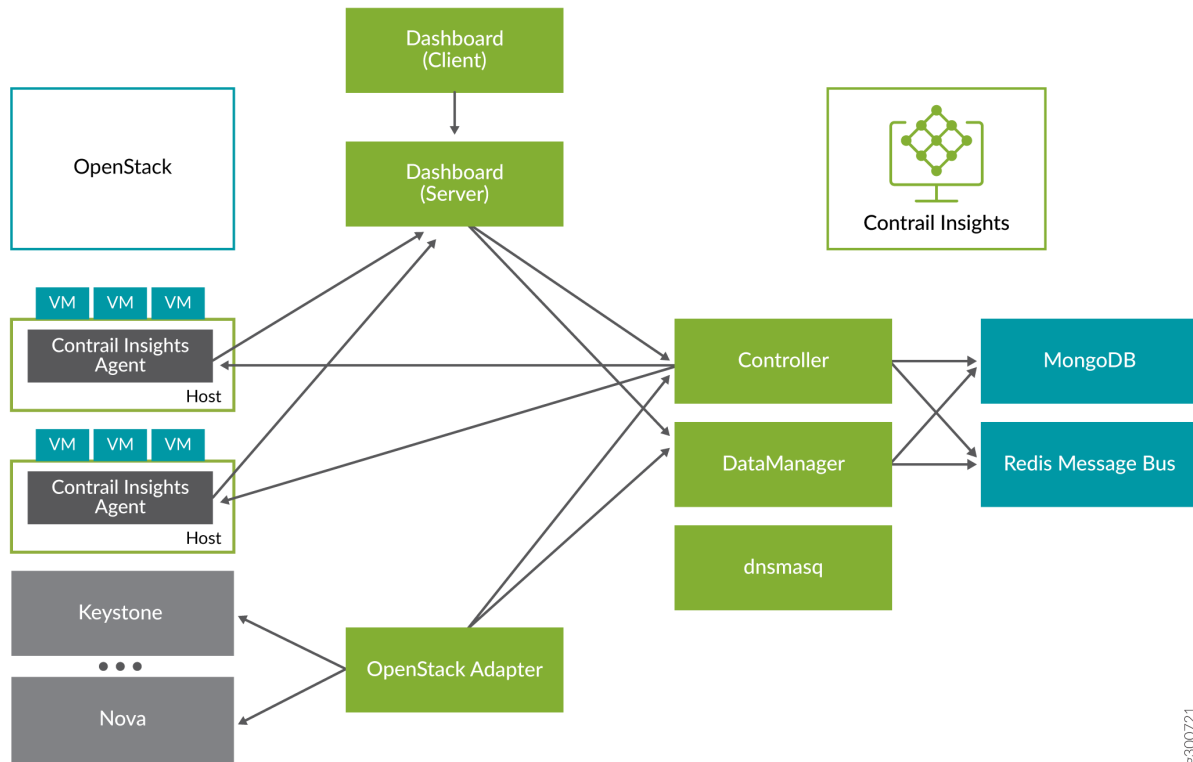 Dashboard
(Client)
OpenStack
Dashboard
(Server)
Contrail Insights
VM VM VM
Contrail Insights
Agent
Host
Controller
MongoDB
VM VM VM
Contrail Insights
Agent
Host
DataManager
Redis Message Bus
dnsmasq
Keystone
OpenStack Adapter
Nova
g300721